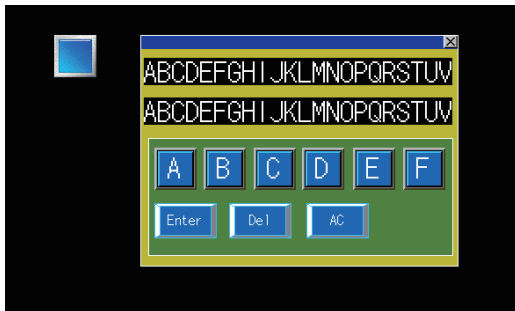 ABCDEFGHIJKLMNOPQRSTUV
ABCDEFGHIJKLMNOPQRSTUV
A B C D E F
Enter Del AC